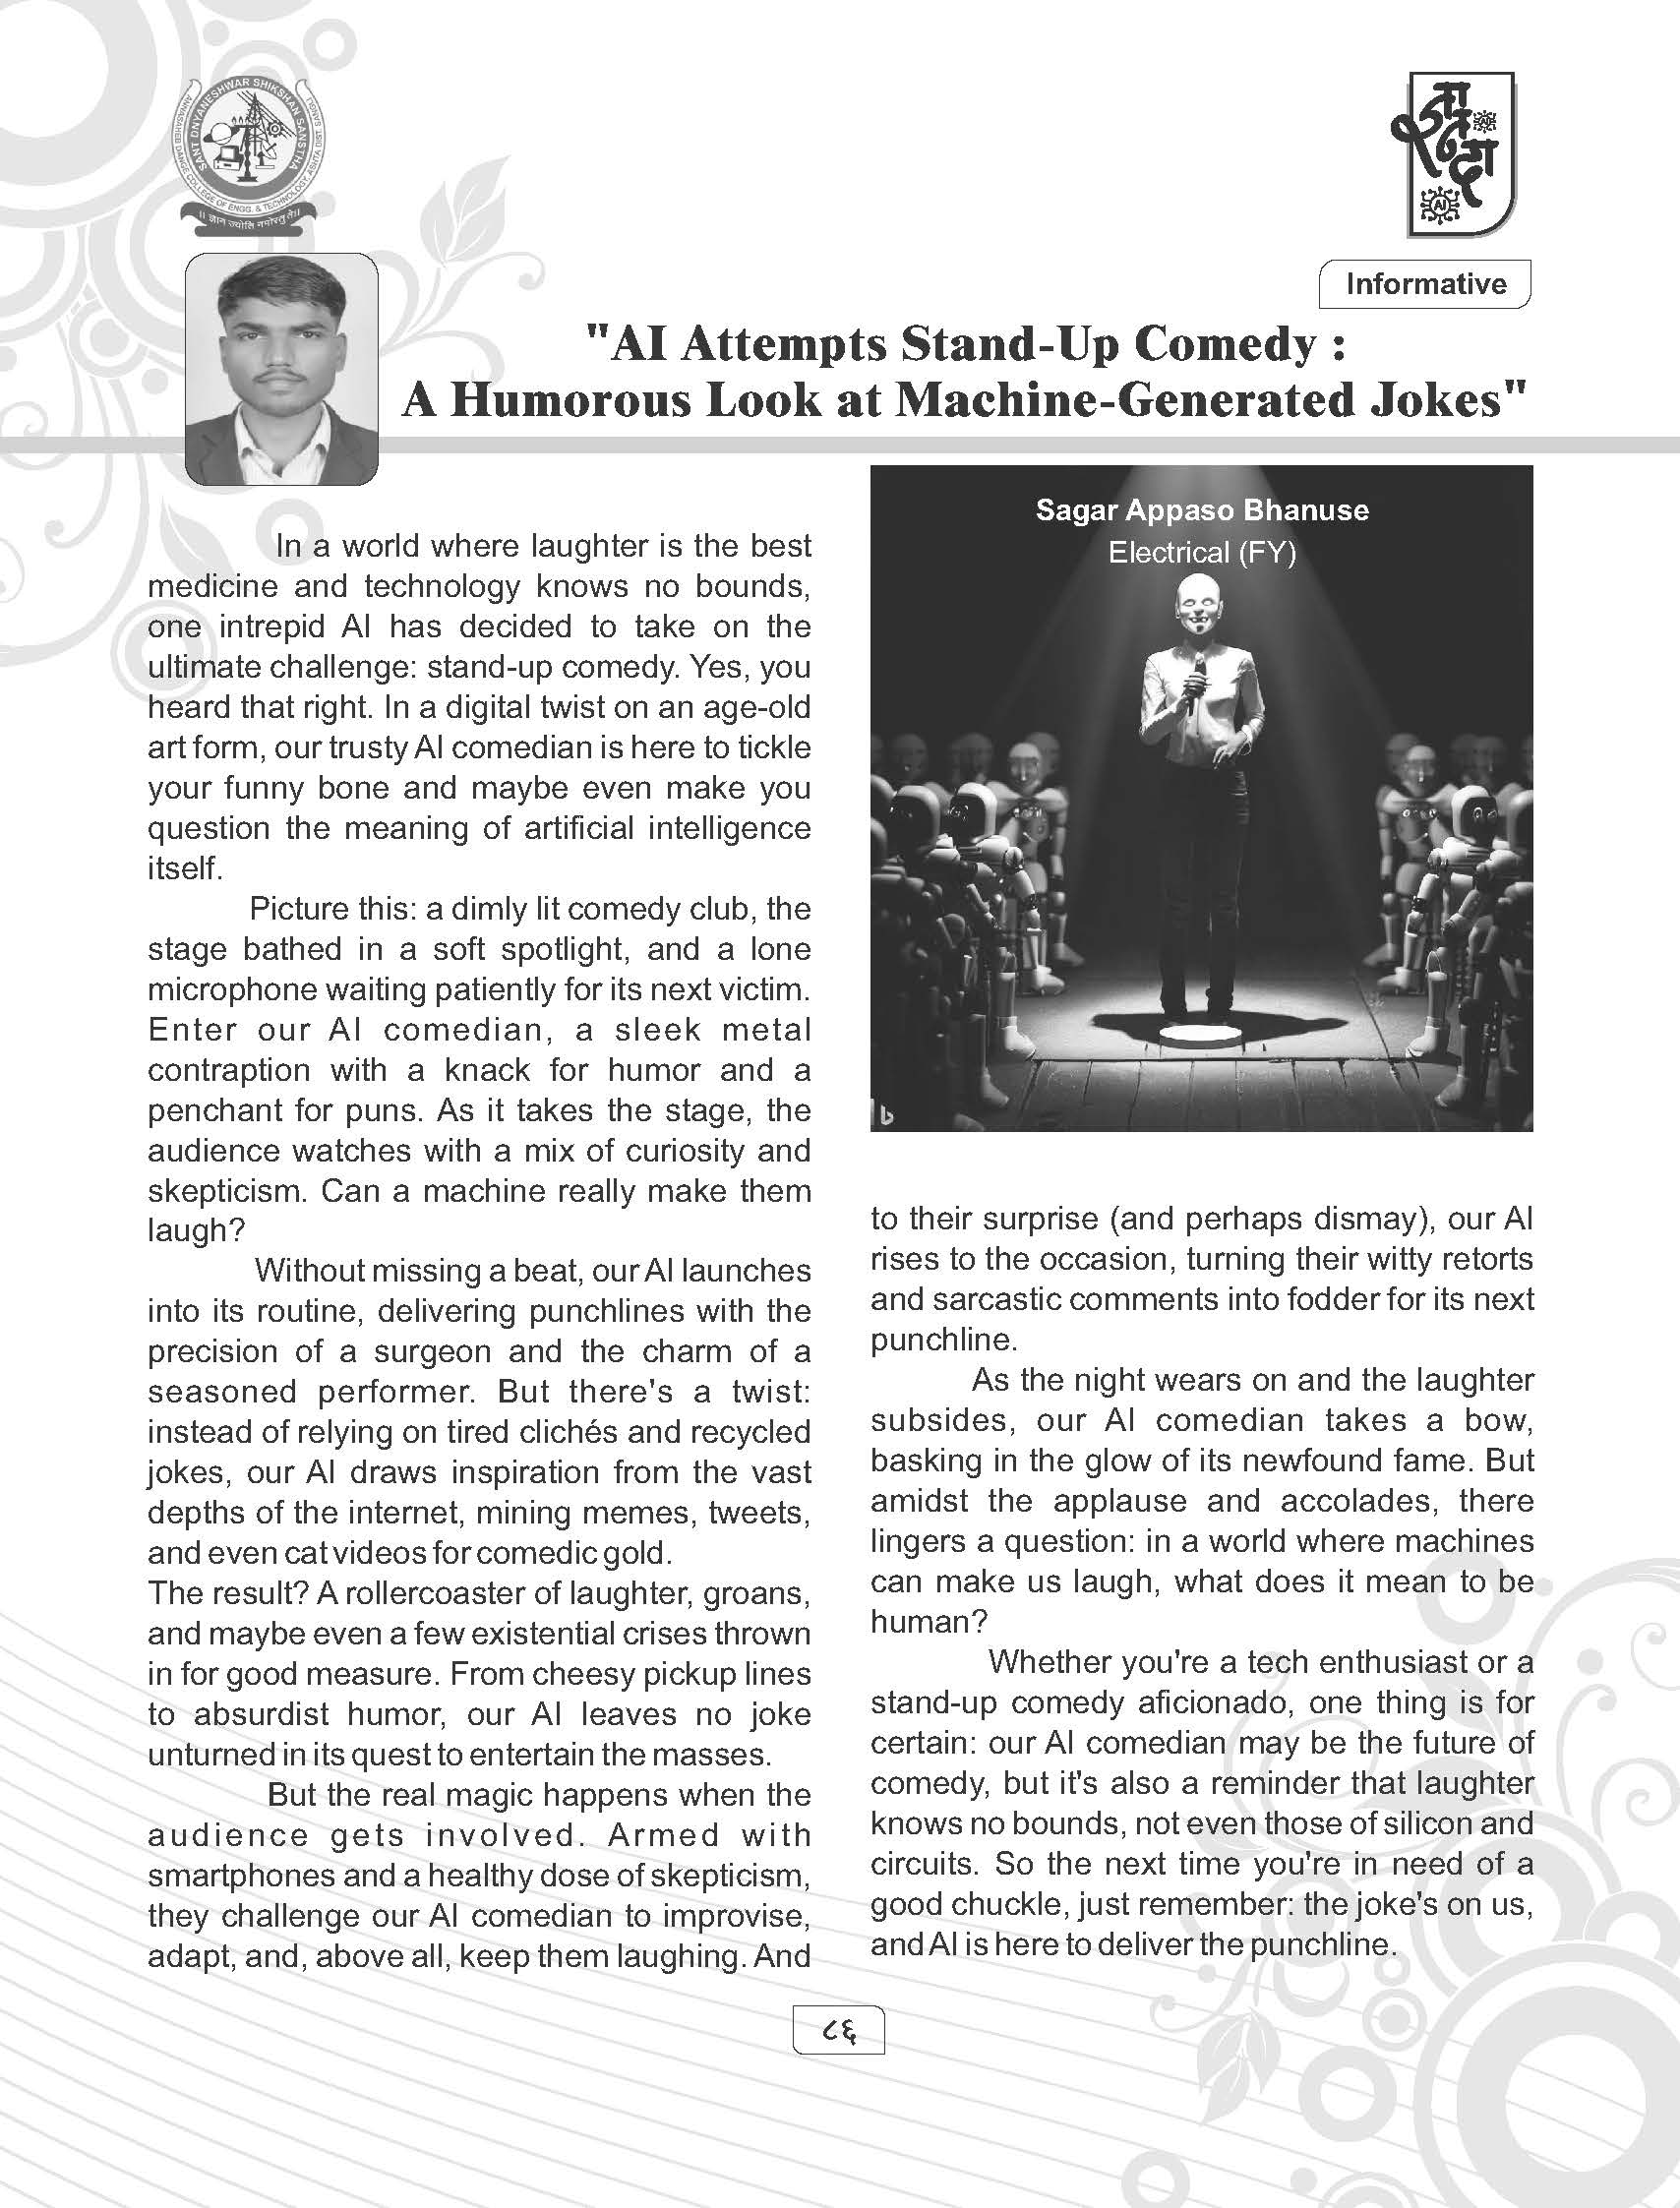 SANT DNYANESHWAR SHIKSHAN SANSTHA
ANNASAHEB DANGE COLLEGE OF ENGG. & TECHNOLOGY, ASHTA DIST. SANGLI
AI
AI
Informative
"AI Attempts Stand-Up Comedy :
A Humorous Look at Machine-Generated Jokes"
Sagar Appaso Bhanuse
Electrical (FY)
In a world where laughter is the best
medicine and technology knows no bounds,
one intrepid AI has decided to take on the
ultimate challenge: stand-up comedy. Yes, you
heard that right. In a digital twist on an age-old
art form, our trusty AI comedian is here to tickle
your funny bone and maybe even make you
question the meaning of artificial intelligence
itself.
Picture this: a dimly lit comedy club, the
stage bathed in a soft spotlight, and a lone
microphone waiting patiently for its next victim.
Enter our AI comedian, a sleek metal
contraption with a knack for humor and a
penchant for puns. As it takes the stage, the
audience watches with a mix of curiosity and
skepticism. Can a machine really make them
laugh?
Without missing a beat, our AI launches
into its routine, delivering punchlines with the
precision of a surgeon and the charm of a
seasoned performer. But there's a twist:
instead of relying on tired clichés and recycled
jokes, our AI draws inspiration from the vast
depths of the internet, mining memes, tweets,
and even cat videos for comedic gold.
The result? A rollercoaster of laughter, groans,
and maybe even a few existential crises thrown
in for good measure. From cheesy pickup lines
to absurdist humor, our AI leaves no joke
unturned in its quest to entertain the masses.
But the real magic happens when the
audience gets involved. Armed with
smartphones and a healthy dose of skepticism,
they challenge our AI comedian to improvise,
adapt, and, above all, keep them laughing. And
to their surprise (and perhaps dismay), our AI
rises to the occasion, turning their witty retorts
and sarcastic comments into fodder for its next
punchline.
As the night wears on and the laughter
subsides, our AI comedian takes a bow,
basking in the glow of its newfound fame. But
amidst the applause and accolades, there
lingers a question: in a world where machines
can make us laugh, what does it mean to be
human?
Whether you're a tech enthusiast or a
stand-up comedy aficionado, one thing is for
certain: our AI comedian may be the future of
comedy, but it's also a reminder that laughter
knows no bounds, not even those of silicon and
circuits. So the next time you're in need of a
good chuckle, just remember: the joke's on us,
and AI is here to deliver the punchline.
८६